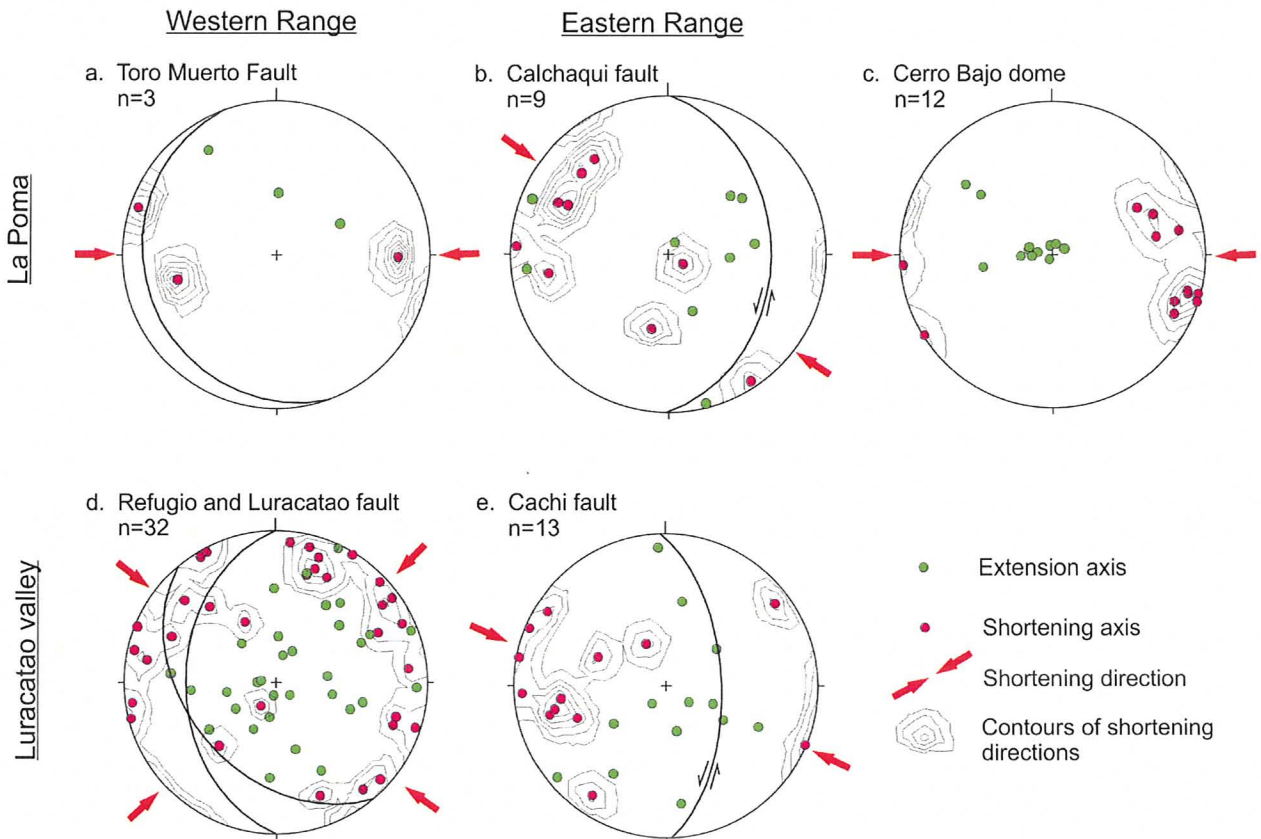 Western Range
Eastern Range
La Poma
a. Toro Muerto Fault
n=3
b. Calchaqui fault
n=9
c. Cerro Bajo dome
n=12
Luracatao valley
d. Refugio and Luracatao fault
n=32
e. Cachi fault
n=13
Extension axis
Shortening axis
Shortening direction
Contours of shortening
directions